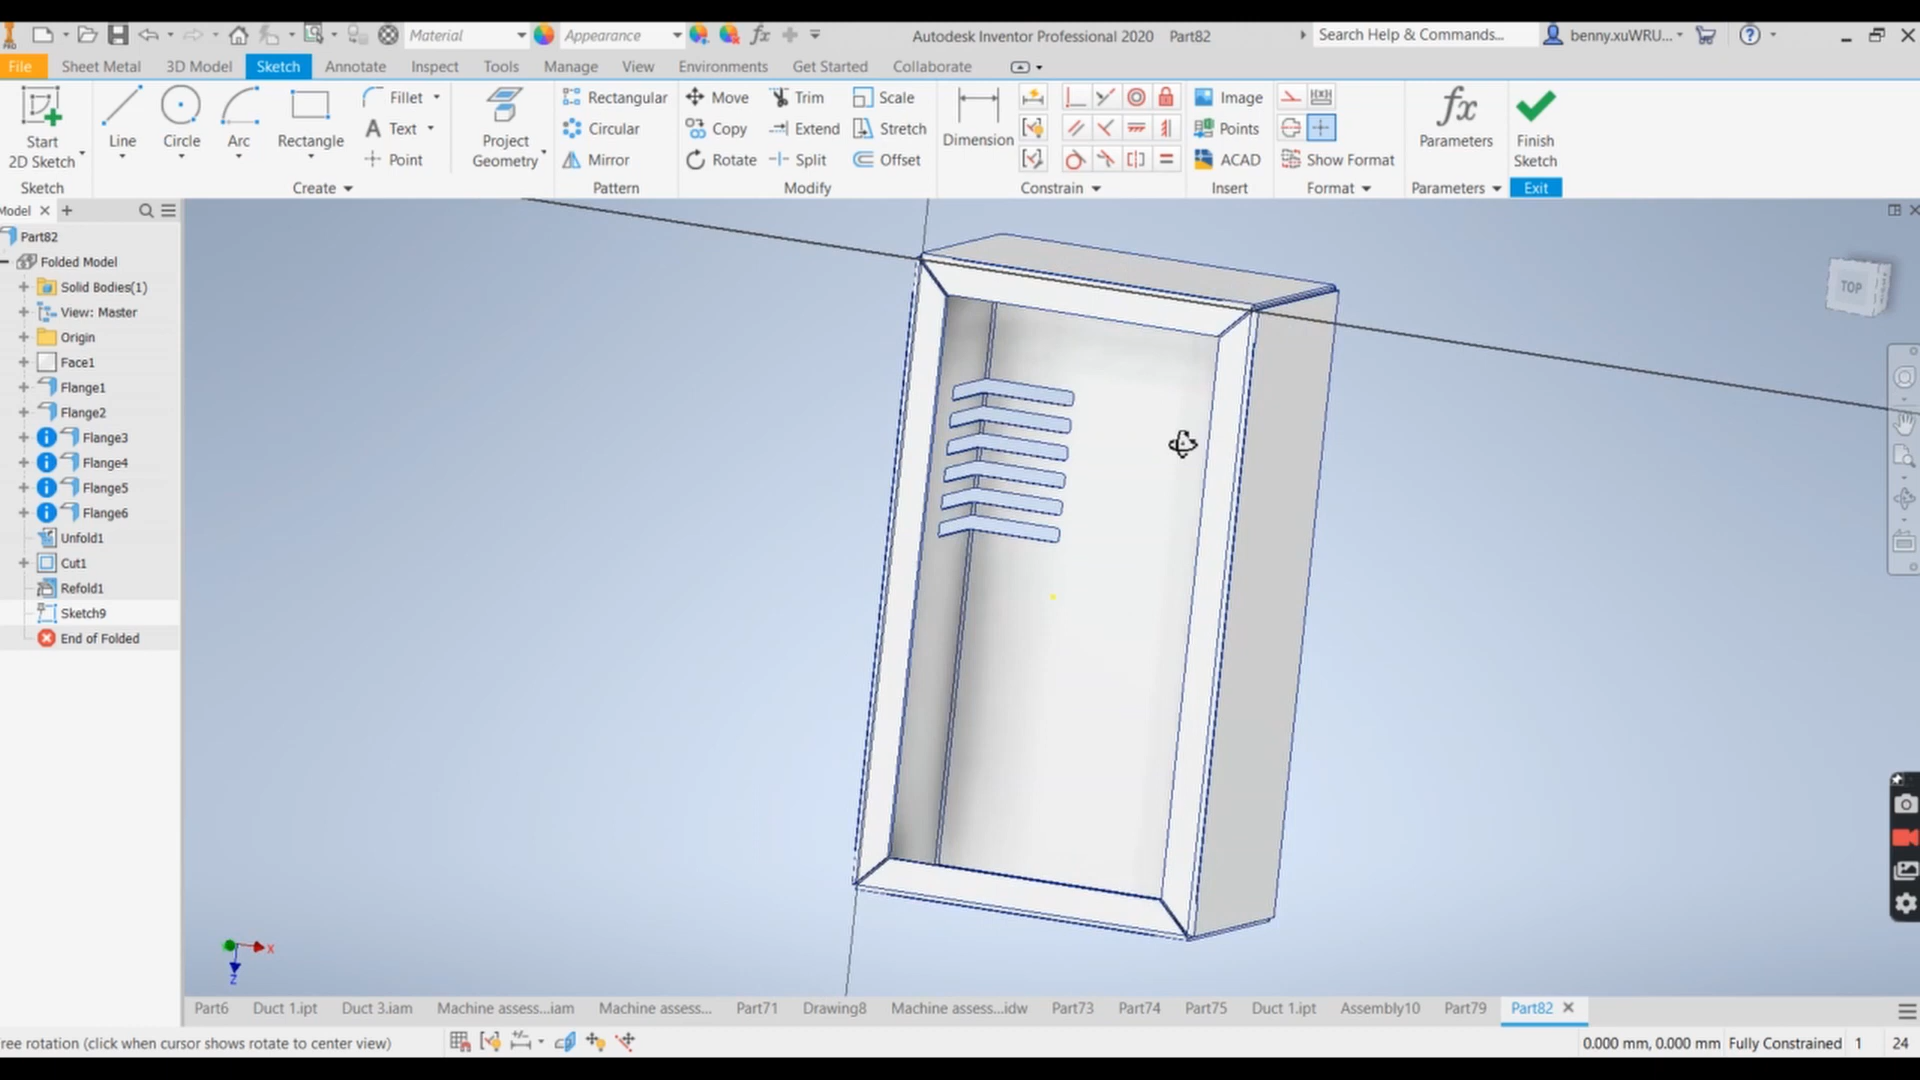 PRO Material Appearance fx Autodesk Inventor Professional 2020 Part82 Search Help & Commands... benny.xuWRU...
File Sheet Metal 3D Model Sketch Annotate Inspect Tools Manage View Environments Get Started Collaborate
Start 2D Sketch Line Circle Arc Rectangle Fillet Text Point Project Geometry Rectangular Circular Mirror Move Copy Rotate Trim Extend Split Scale Stretch Offset Dimension Image Points ACAD Show Format fx Parameters Finish Sketch
Sketch Create Pattern Modify Constrain Insert Format Parameters Exit
Model
Part82
Folded Model
Solid Bodies(1)
View: Master
Origin
Face1
Flange1
Flange2
Flange3
Flange4
Flange5
Flange6
Unfold1
Cut1
Refold1
Sketch9
End of Folded
TOP
X
Z
Part6 Duct 1.ipt Duct 3.iam Machine assess...iam Machine assess... Part71 Drawing8 Machine assess...idw Part73 Part74 Part75 Duct 1.ipt Assembly10 Part79 Part82
ree rotation (click when cursor shows rotate to center view) 0.000 mm, 0.000 mm Fully Constrained 1 24